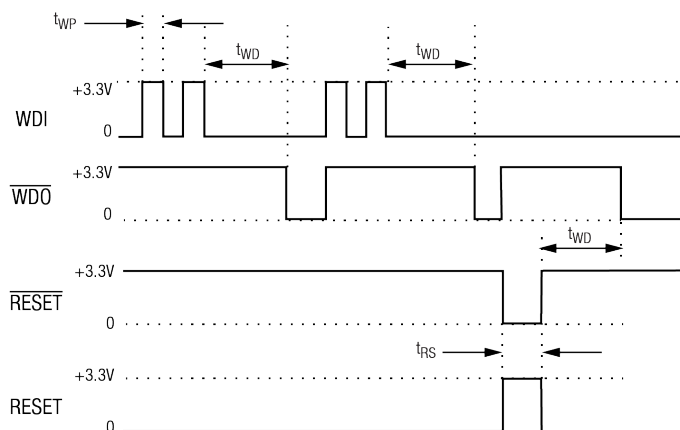 tWP
tWD
tWD
+3.3V
WDI
0
+3.3V
WDO
0
tWD
+3.3V
RESET
0
tRS
+3.3V
RESET
0